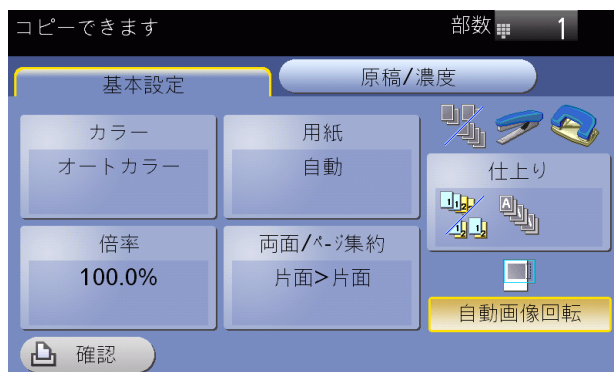 コピーできます 部数 1
基本設定 原稿/濃度
カラー
オートカラー
用紙
自動
仕上り
倍率
100.0%
両面/ページ集約
片面>片面
自動画像回転
確認